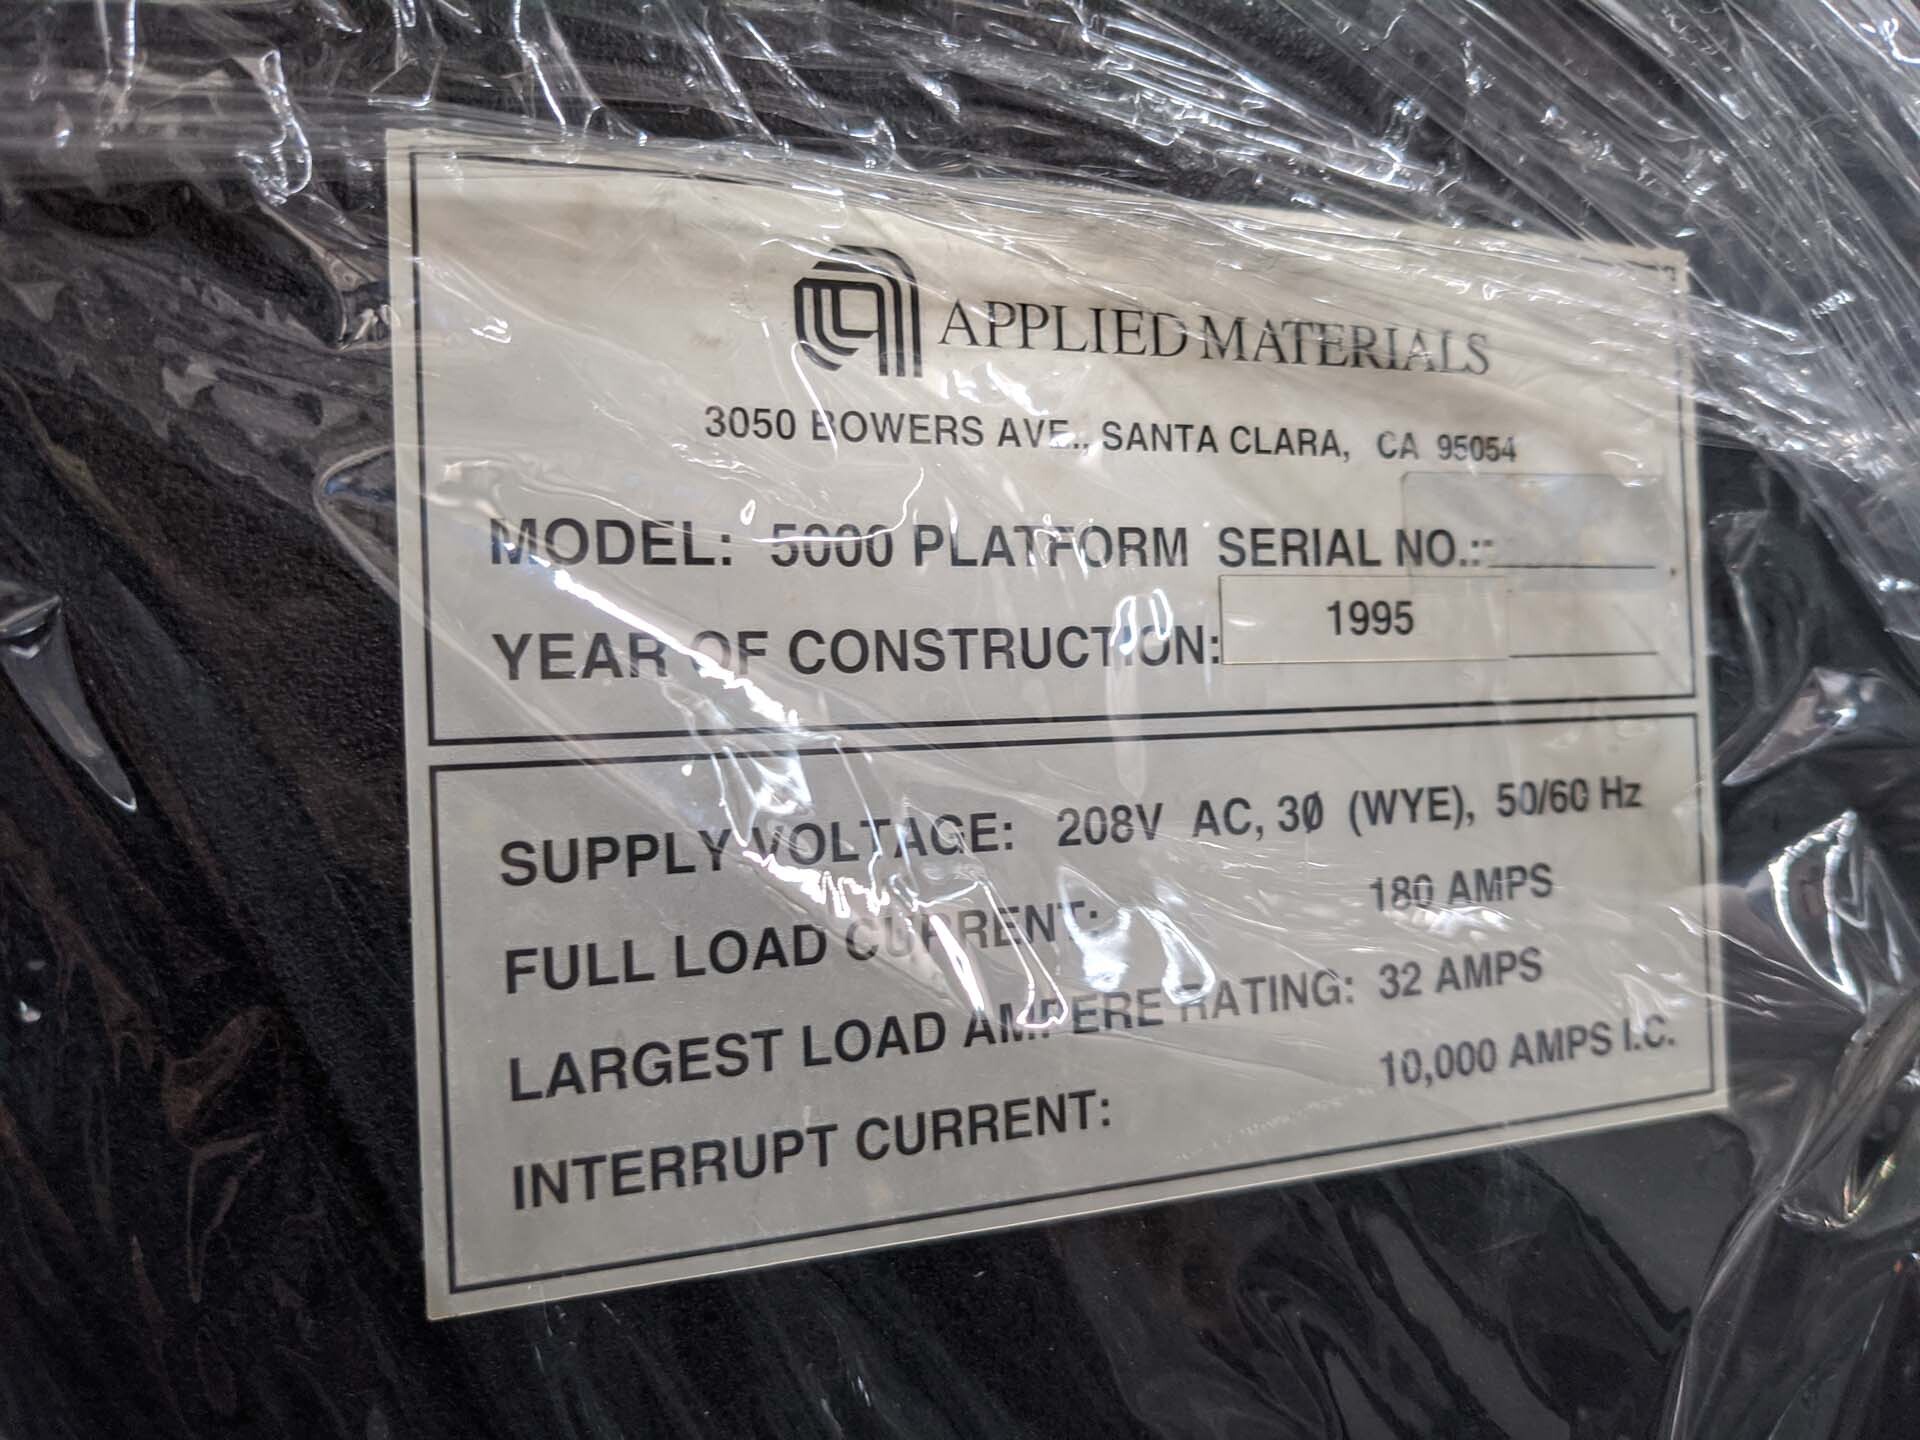 APPLIED MATERIALS
3050 BOWERS AVE., SANTA CLARA, CA 95054
MODEL: 5000 PLATFORM SERIAL NO.:
YEAR OF CONSTRUCTION: 1995
SUPPLY VOLTAGE: 208V AC, 3Ø (WYE), 50/60 Hz
FULL LOAD CURRENT: 180 AMPS
LARGEST LOAD AMPERE RATING: 32 AMPS
INTERRUPT CURRENT: 10,000 AMPS I.C.